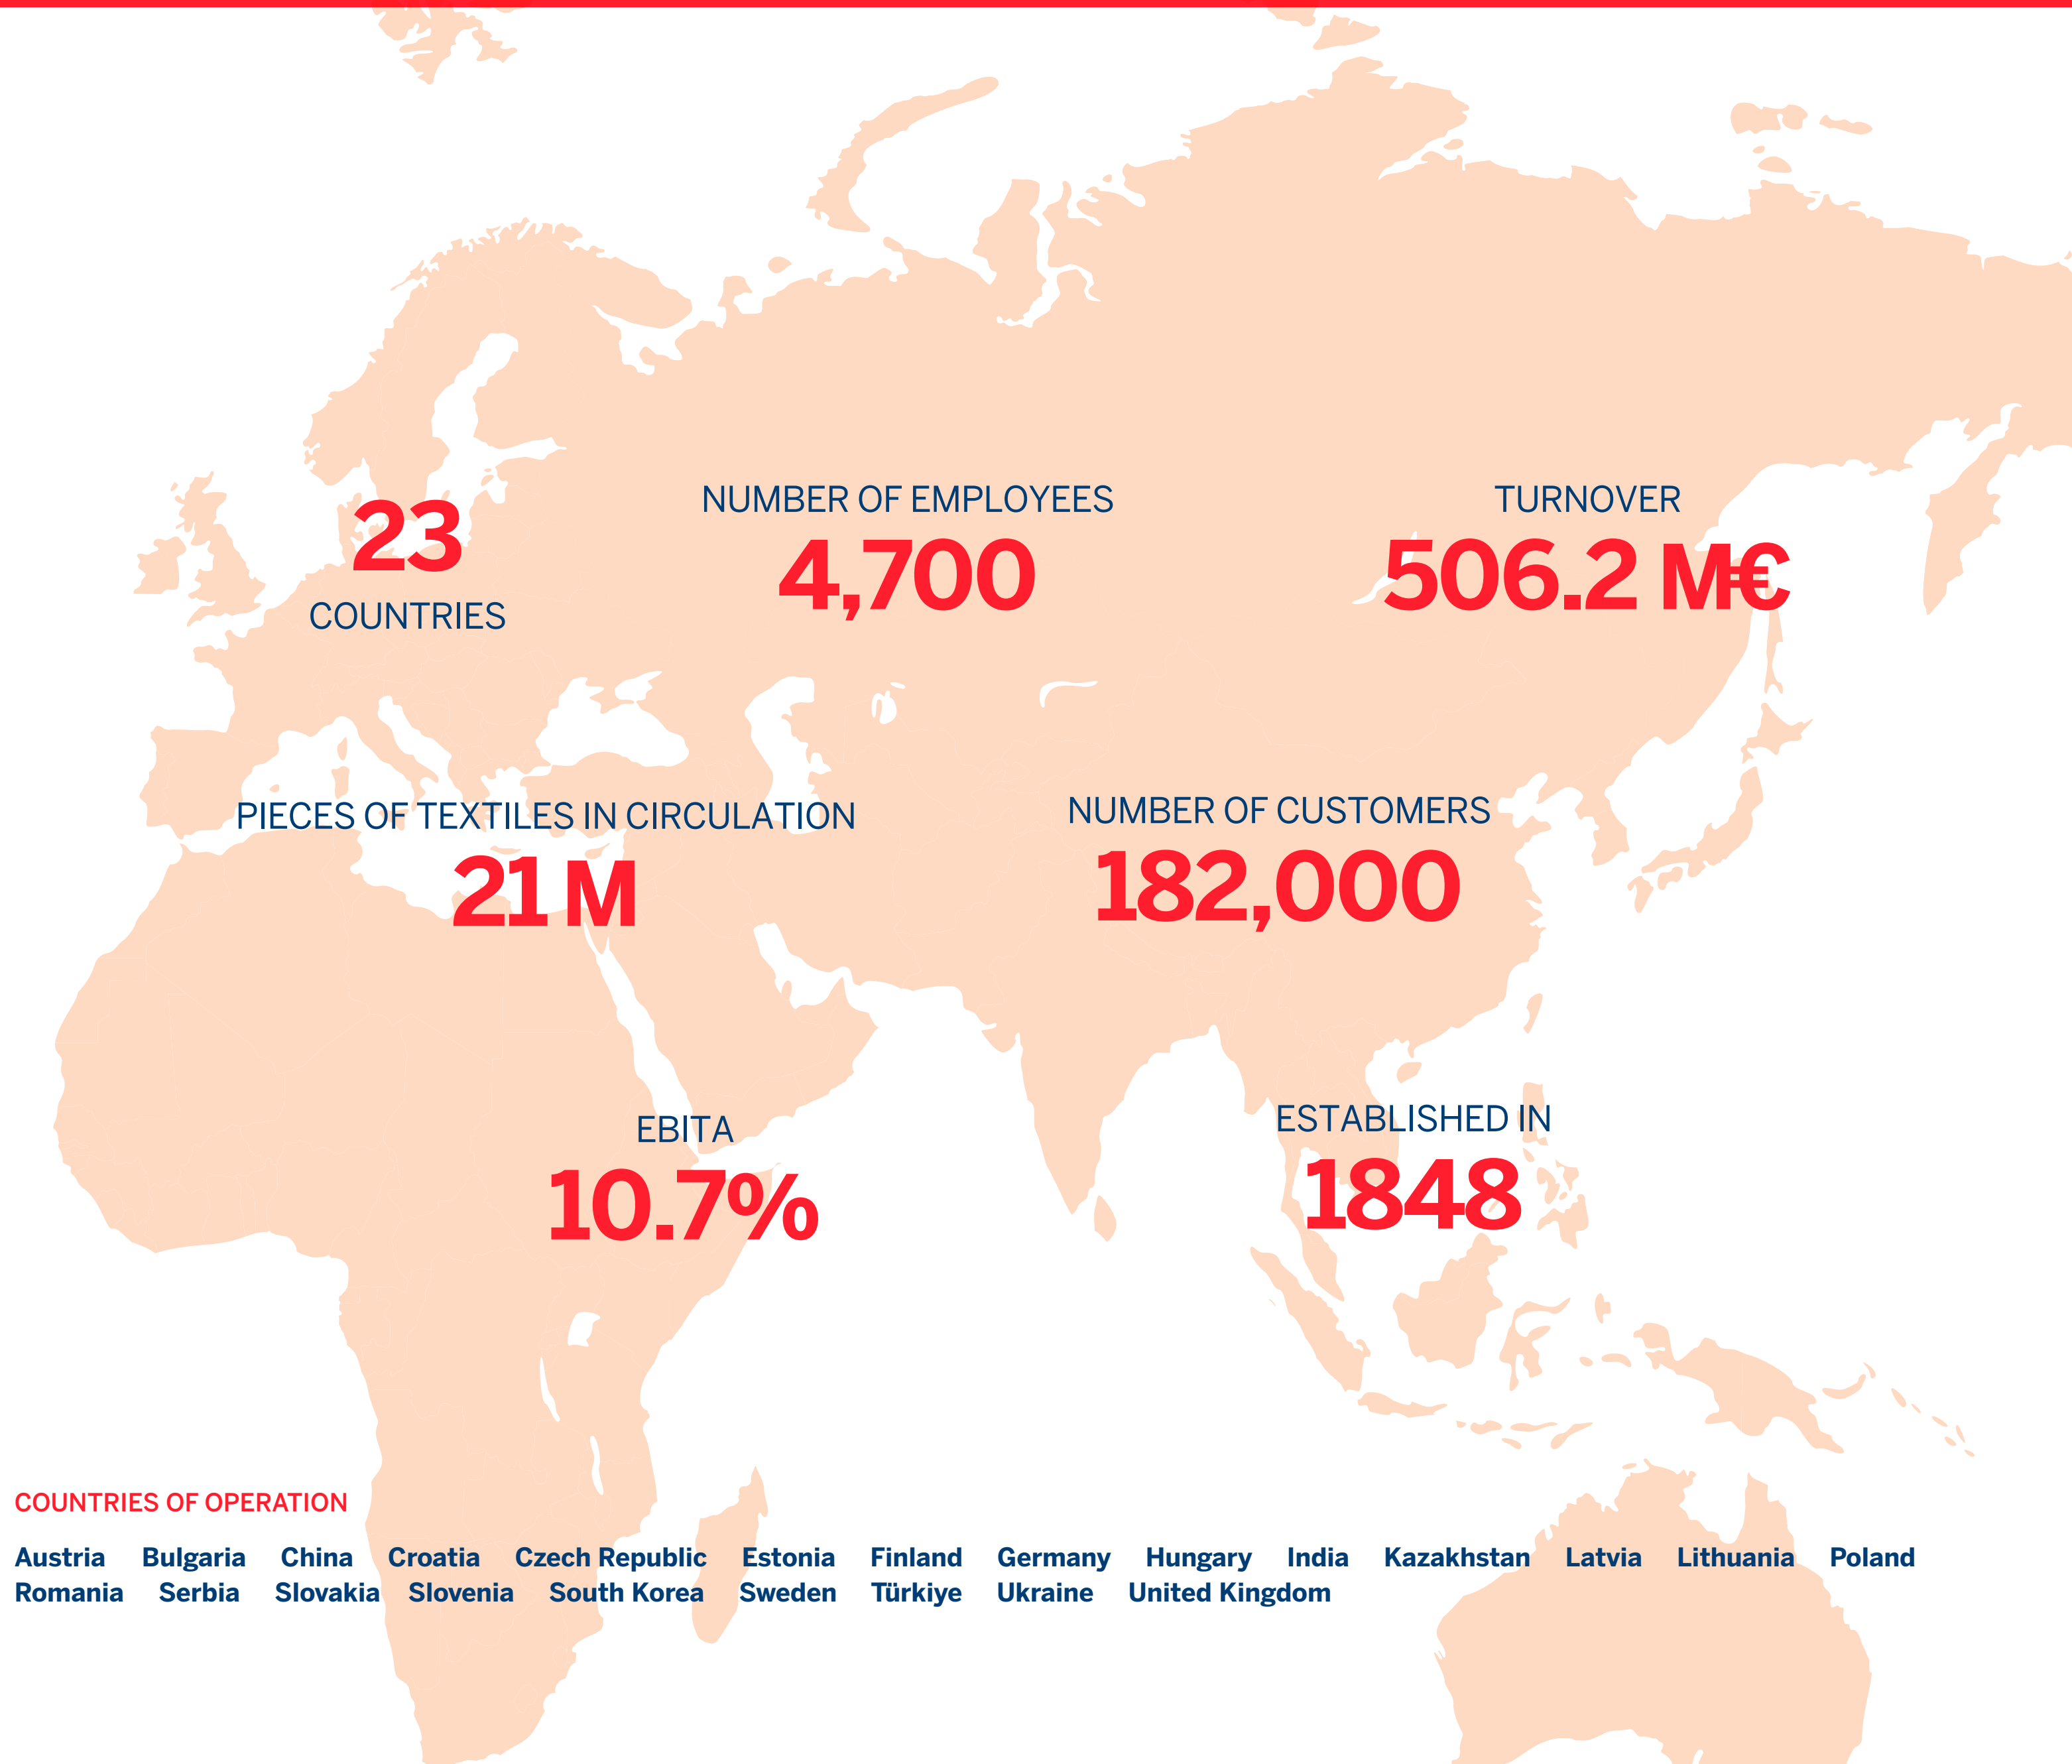 23
COUNTRIES
NUMBER OF EMPLOYEES
4,700
TURNOVER
506.2 M€
PIECES OF TEXTILES IN CIRCULATION
21 M
NUMBER OF CUSTOMERS
182,000
EBITA
10.7%
ESTABLISHED IN
1848
COUNTRIES OF OPERATION
Austria Bulgaria China Croatia Czech Republic Estonia Finland Germany Hungary India Kazakhstan Latvia Lithuania Poland
Romania Serbia Slovakia Slovenia South Korea Sweden Türkiye Ukraine United Kingdom